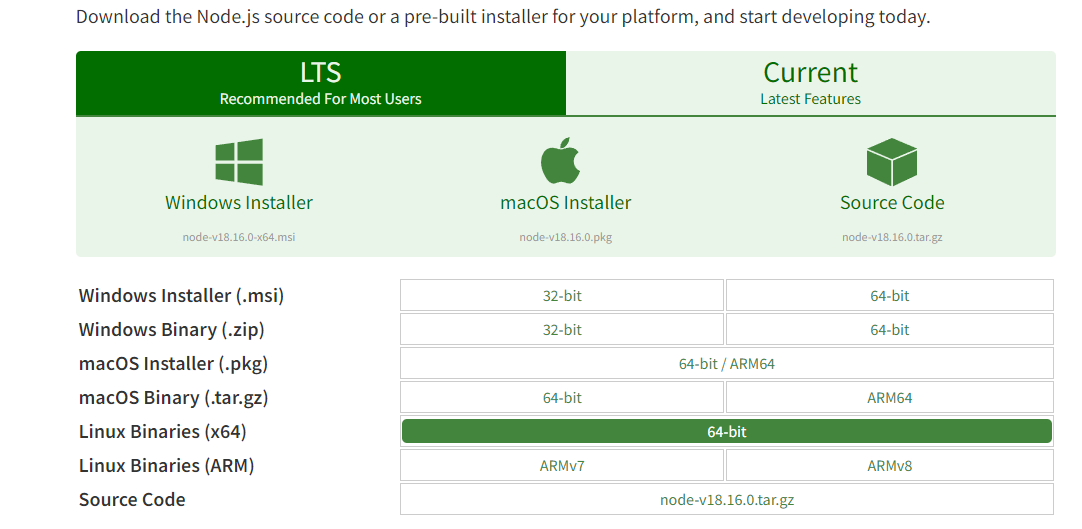 Download the Node.js source code or a pre-built installer for your platform, and start developing today.
LTS
Recommended For Most Users
Current
Latest Features
Windows Installer
node-v18.16.0-x64.msi
macOS Installer
node-v18.16.0.pkg
Source Code
node-v18.16.0.tar.gz
Windows Installer (.msi) 32-bit 64-bit
Windows Binary (.zip) 32-bit 64-bit
macOS Installer (.pkg) 64-bit / ARM64
macOS Binary (.tar.gz) 64-bit ARM64
Linux Binaries (x64) 64-bit
Linux Binaries (ARM) ARMv7 ARMv8
Source Code node-v18.16.0.tar.gz